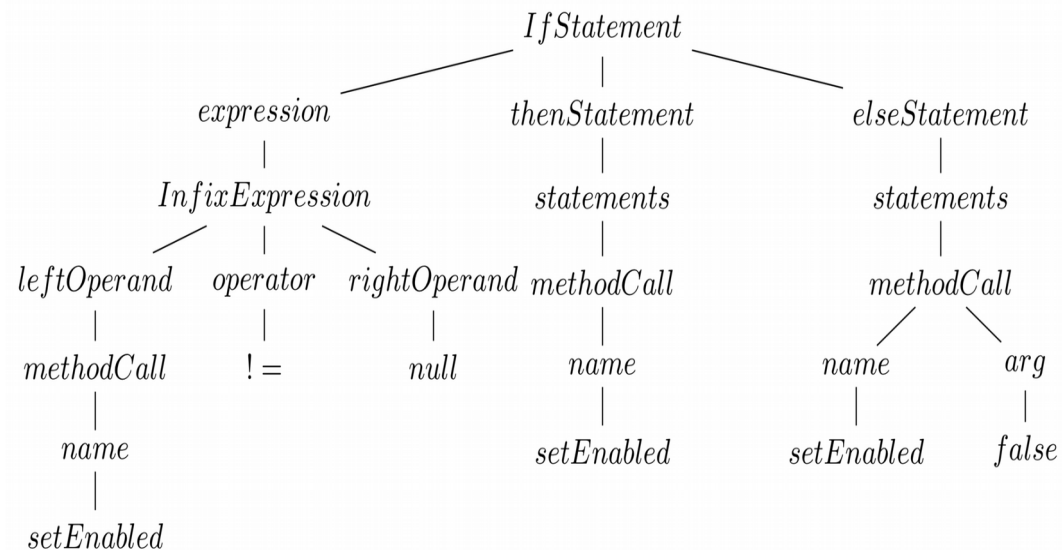 IfStatement
expression thenStatement elseStatement
InfixExpression statements statements
leftOperand operator rightOperand methodCall methodCall
methodCall != null name name arg
name setEnabled setEnabled false
setEnabled